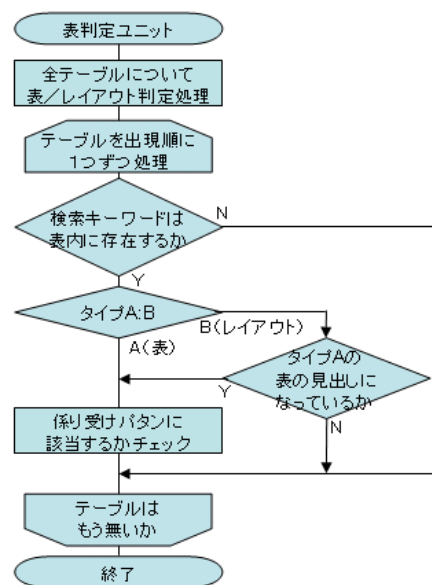 表判定ユニット
全テーブルについて
表／レイアウト判定処理
テーブルを出現順に
1つずつ処理
検索キーワードは
表内に存在するか
N
Y
タイプA:B
B(レイアウト)
A(表)
タイプAの
表の見出しに
なっているか
Y
N
係り受けパタンに
該当するかチェック
テーブルは
もう無いか
終了